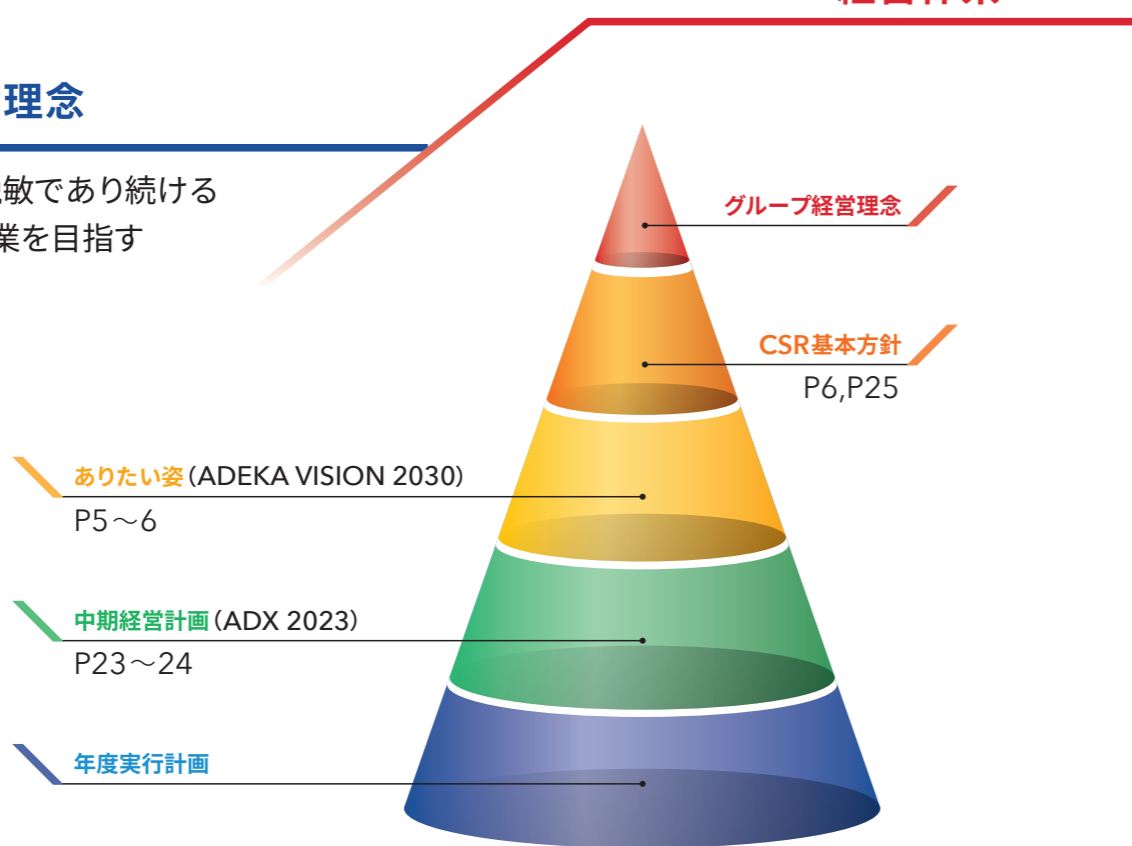 理念
敏であり続ける
業を目指す
グループ経営理念
CSR基本方針
P6,P25
ありたい姿(ADEKA VISION 2030)
P5～6
中期経営計画(ADX 2023)
P23～24
年度実行計画